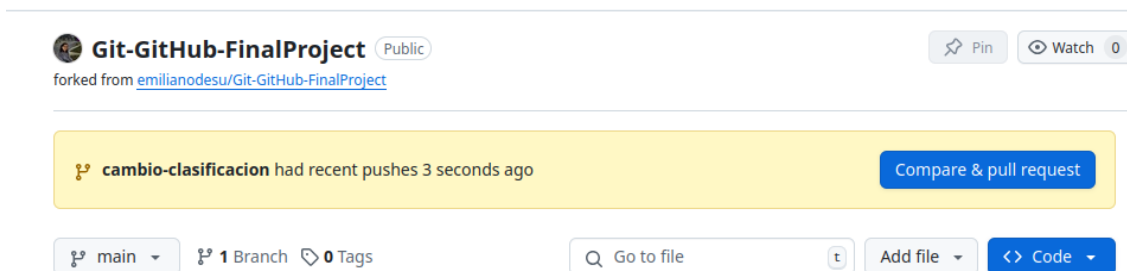 Git-GitHub-FinalProject Public Pin Watch 0
forked from emilianodesu/Git-GitHub-FinalProject
cambio-clasificacion had recent pushes 3 seconds ago Compare & pull request
main 1 Branch 0 Tags Go to file t Add file <> Code